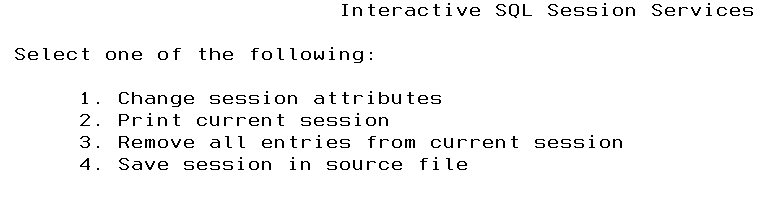 Interactive SQL Session Services
Select one of the following:
1. Change session attributes
2. Print current session
3. Remove all entries from current session
4. Save session in source file